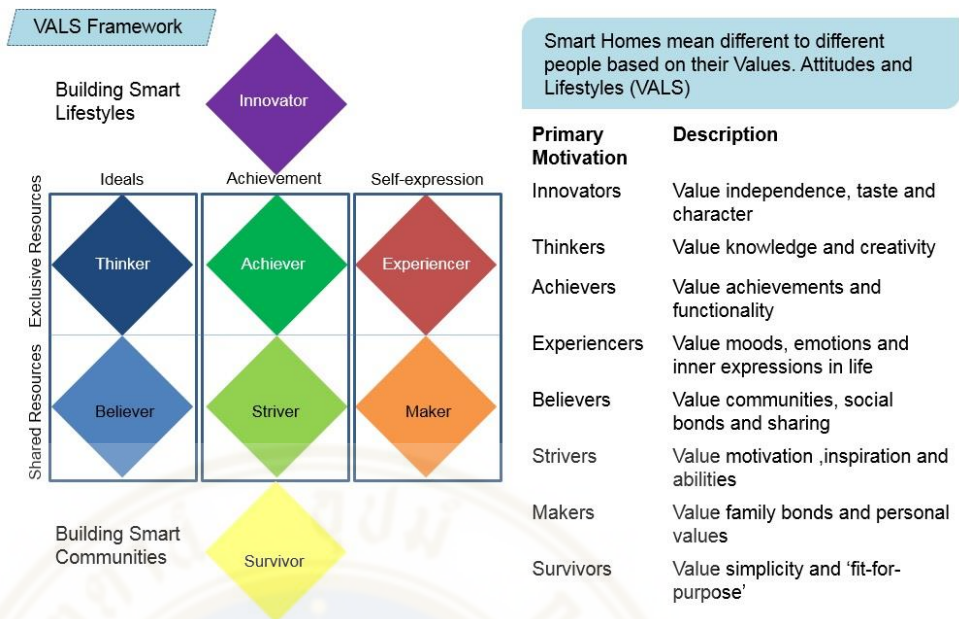 VALS Framework
Building Smart
Lifestyles
Innovator
Ideals
Achievement
Self-expression
Exclusive Resources
Thinker
Achiever
Experiencer
Shared Resources
Believer
Striver
Maker
Building Smart
Communities
Survivor
Smart Homes mean different to different
people based on their Values. Attitudes and
Lifestyles (VALS)
Primary
Motivation
Description
Innovators
Value independence, taste and
character
Thinkers
Value knowledge and creativity
Achievers
Value achievements and
functionality
Experiencers
Value moods, emotions and
inner expressions in life
Believers
Value communities, social
bonds and sharing
Strivers
Value motivation ,inspiration and
abilities
Makers
Value family bonds and personal
values
Survivors
Value simplicity and ‘fit-for-
purpose’